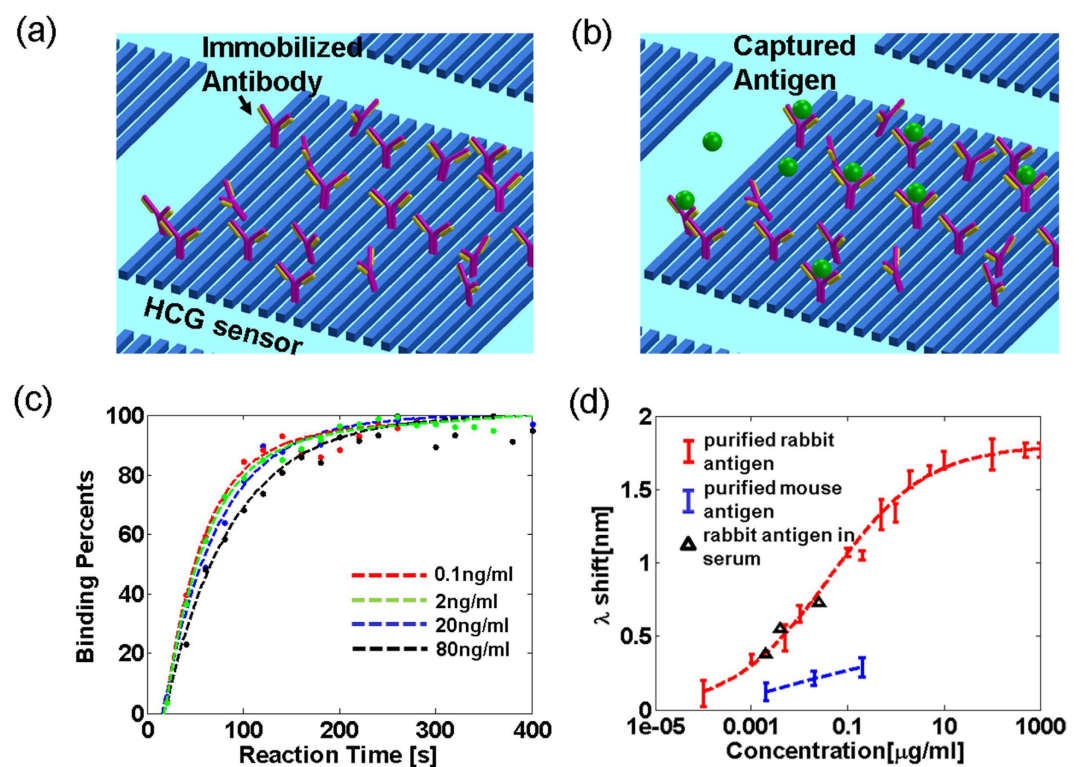 (a)
Immobilized
Antibody
HCG sensor
(b)
Captured
Antigen
(c)
100
80
60
40
20
0
Binding Percents
0.1ng/ml
2ng/ml
20ng/ml
80ng/ml
0 100 200 300 400
Reaction Time [s]
(d)
2
1.5
1
0.5
0
λ shift[nm]
purified rabbit
antigen
purified mouse
antigen
rabbit antigen in
serum
1e-05 0.001 0.1 10 1000
Concentration[μg/ml]